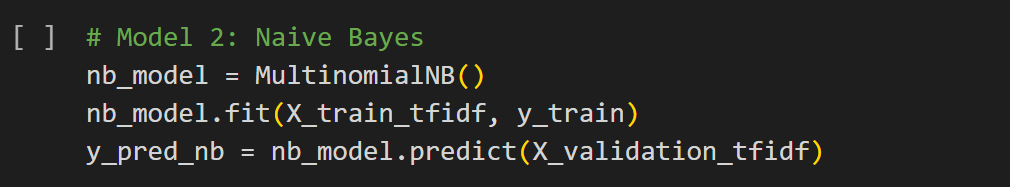 [ ] # Model 2: Naive Bayes
nb_model = MultinomialNB()
nb_model.fit(X_train_tfidf, y_train)
y_pred_nb = nb_model.predict(X_validation_tfidf)